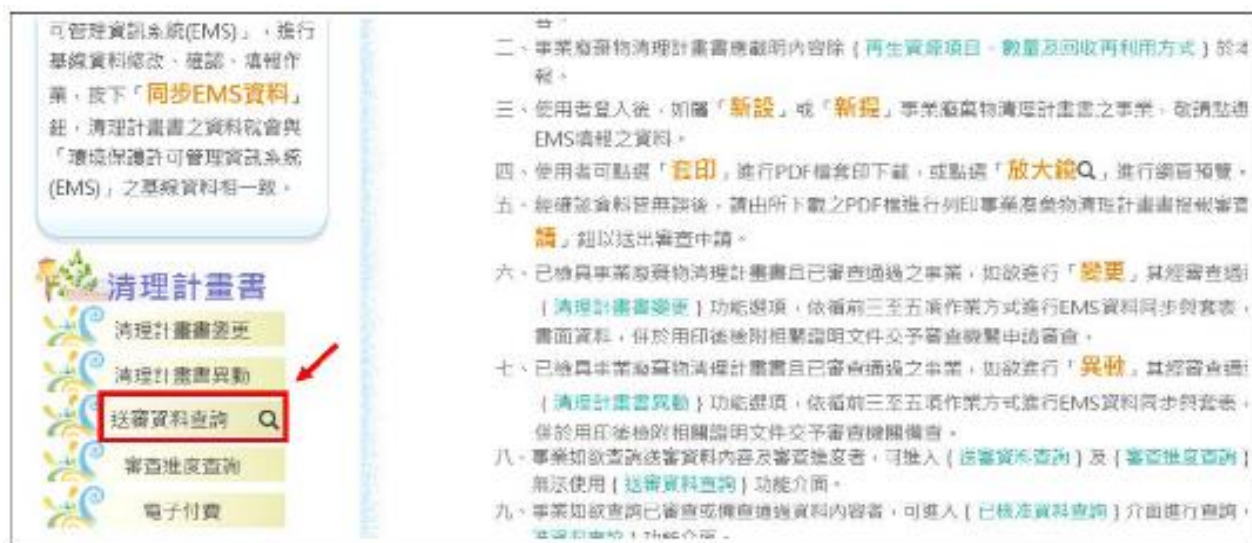 可管理資訊系統(EMS)」，進行
基線資料修改、確認、填報作
業，按下「同步EMS資料」
鈕，清理計畫書之資料就會與
「環境保護許可管理資訊系統
(EMS)」之基線資料相一致。
清理計畫書
清理計畫書變更
清理計畫書異動
送審資料查詢
審查進度查詢
電子付費
二、事業廢棄物清理計畫書應載明內容除{再生資源項目、數量及回收再利用方式}於本
報。
三、使用者登入後，如屬「新設」或「新提」事業廢棄物清理計畫書之事業，敬請點選
EMS填報之資料。
四、使用者可點選「套印」進行PDF檔套印下載，或點選「放大鏡」進行網頁預覽。
五、經確認資料皆無誤後，請由所下載之PDF檔進行列印事業廢棄物清理計畫書提報審查
請」鈕以送出審查申請。
六、已檢具事業廢棄物清理計畫書且已審查通過之事業，如欲進行「變更」其經審查通過
{清理計畫書變更}功能選項，依循前三至五項作業方式進行EMS資料同步與套表，
書面資料，併於用印後檢附相關證明文件交予審查機關申請審查。
七、已檢具事業廢棄物清理計畫書且已審查通過之事業，如欲進行「異動」其經審查通過
{清理計畫書異動}功能選項，依循前三至五項作業方式進行EMS資料同步與套表，
併於用印後檢附相關證明文件交予審查機關備查。
八、事業如欲查詢送審資料內容及審查進度者，可進入{送審資料查詢}及{審查進度查詢}
無法使用{送審資料查詢}功能介面。
九、事業如欲查詢已審查或備查通過資料內容者，可進入{已核准資料查詢}介面進行查詢，